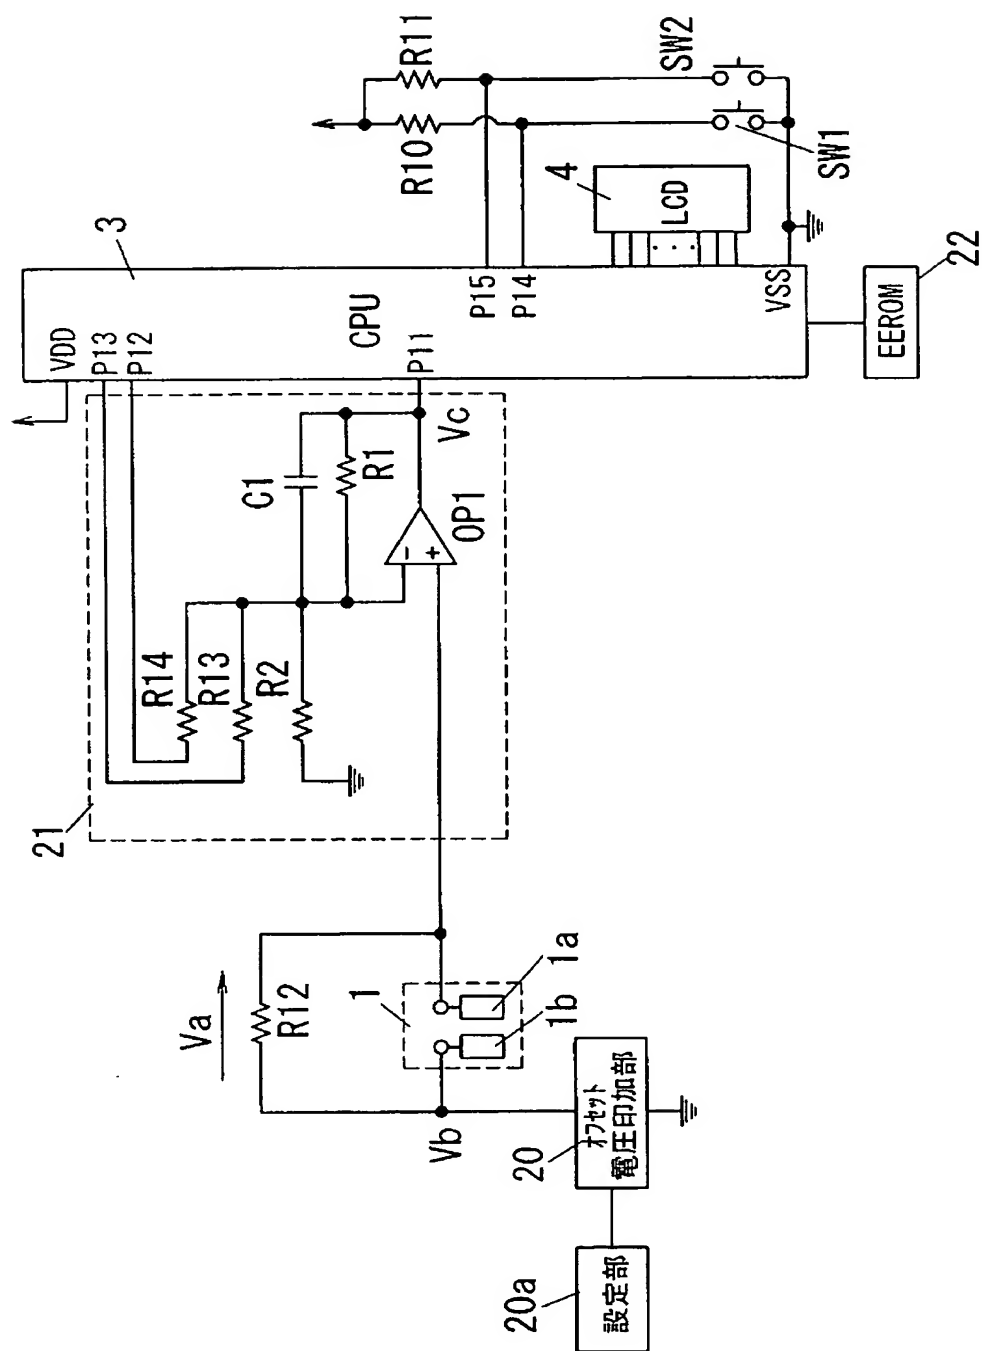 VDD
P13
P12
CPU
P11
P15
P14
VSS
3
R11
R10
SW2
SW1
4
LCD
EEROM
22
21
R14
R13
R2
C1
R1
Vc
OP1
-
+
Va
R12
1
1a
1b
Vb
20
オフセット
電圧印加部
20a
設定部